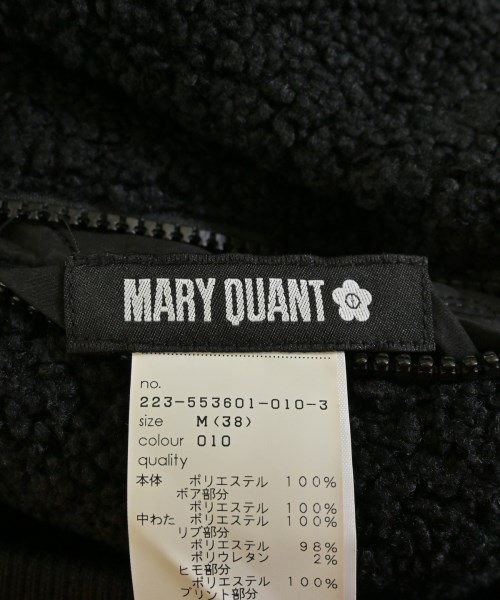 MARY QUANT
no.
223-553601-010-3
size M(38)
colour 010
quality
本体 ポリエステル 100%
ボア部分
ポリエステル 100%
中わた ポリエステル 100%
リブ部分
ポリエステル 98%
ポリウレタン 2%
ヒモ部分
ポリエステル 100%
プリント部分